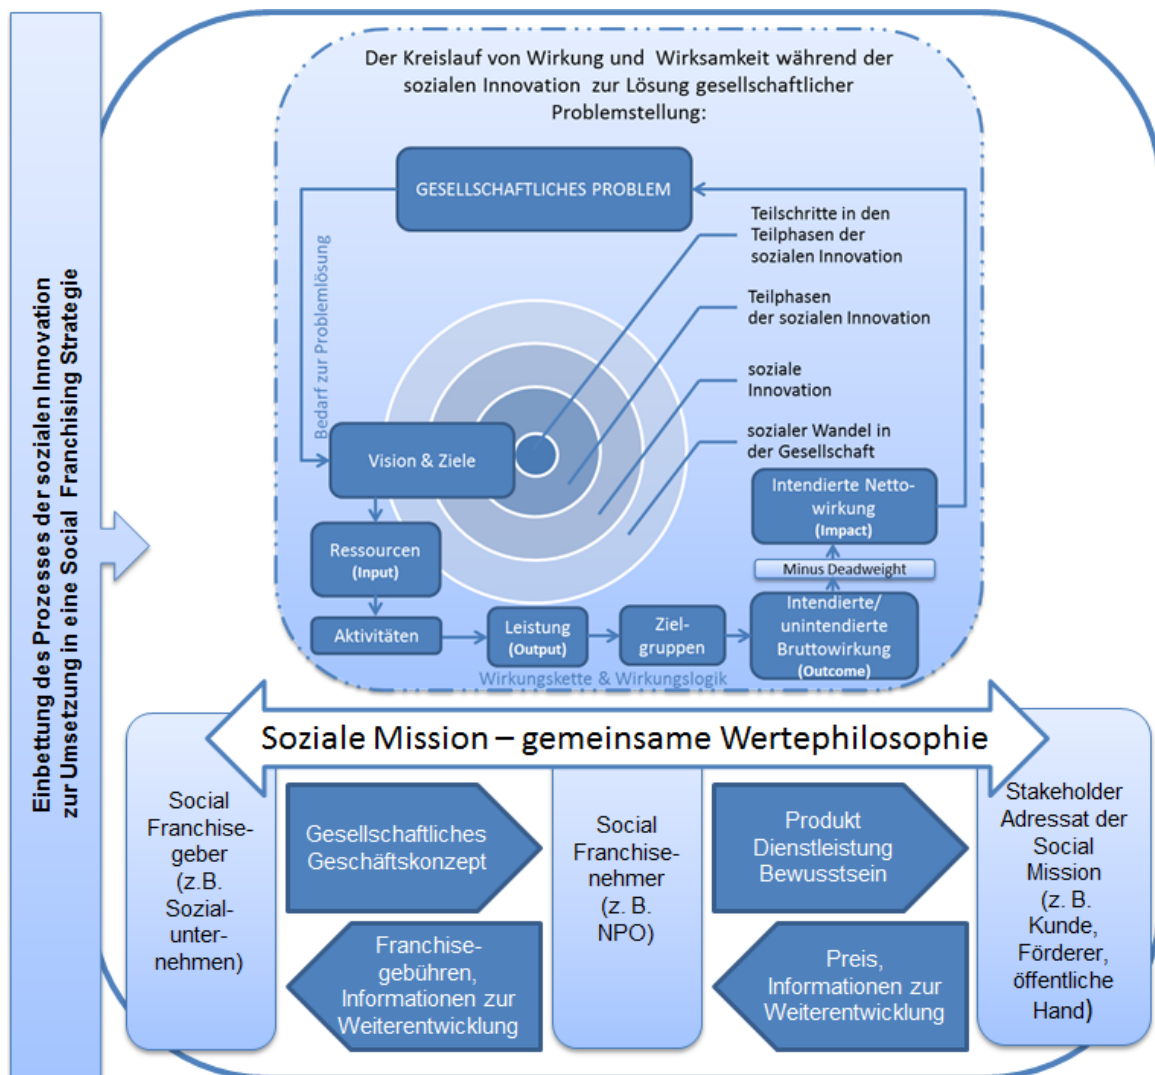 Einbettung des Prozesses der sozialen Innovation
zur Umsetzung in eine Social Franchising Strategie
Der Kreislauf von Wirkung und Wirksamkeit während der
sozialen Innovation zur Lösung gesellschaftlicher
Problemstellung:
GESELLSCHAFTLICHES PROBLEM
Bedarf zur Problemlösung
Teilschritte in den
Teilphasen der
sozialen Innovation
Teilphasen
der sozialen Innovation
soziale
Innovation
sozialer Wandel in
der Gesellschaft
Vision & Ziele
Ressourcen
(Input)
Aktivitäten
Leistung
(Output)
Ziel-
gruppen
Intendierte/
unintendierte
Bruttowirkung
(Outcome)
Minus Deadweight
Intendierte Netto-
wirkung
(Impact)
Wirkungskette & Wirkungslogik
Soziale Mission – gemeinsame Wertephilosophie
Social
Franchise-
geber
(z.B.
Sozial-
unter-
nehmen)
Gesellschaftliches
Geschäftskonzept
Franchise-
gebühren,
Informationen zur
Weiterentwicklung
Social
Franchise-
nehmer
(z. B.
NPO)
Produkt
Dienstleistung
Bewusstsein
Preis,
Informationen zur
Weiterentwicklung
Stakeholder
Adressat der
Social
Mission
(z. B.
Kunde,
Förderer,
öffentliche
Hand)